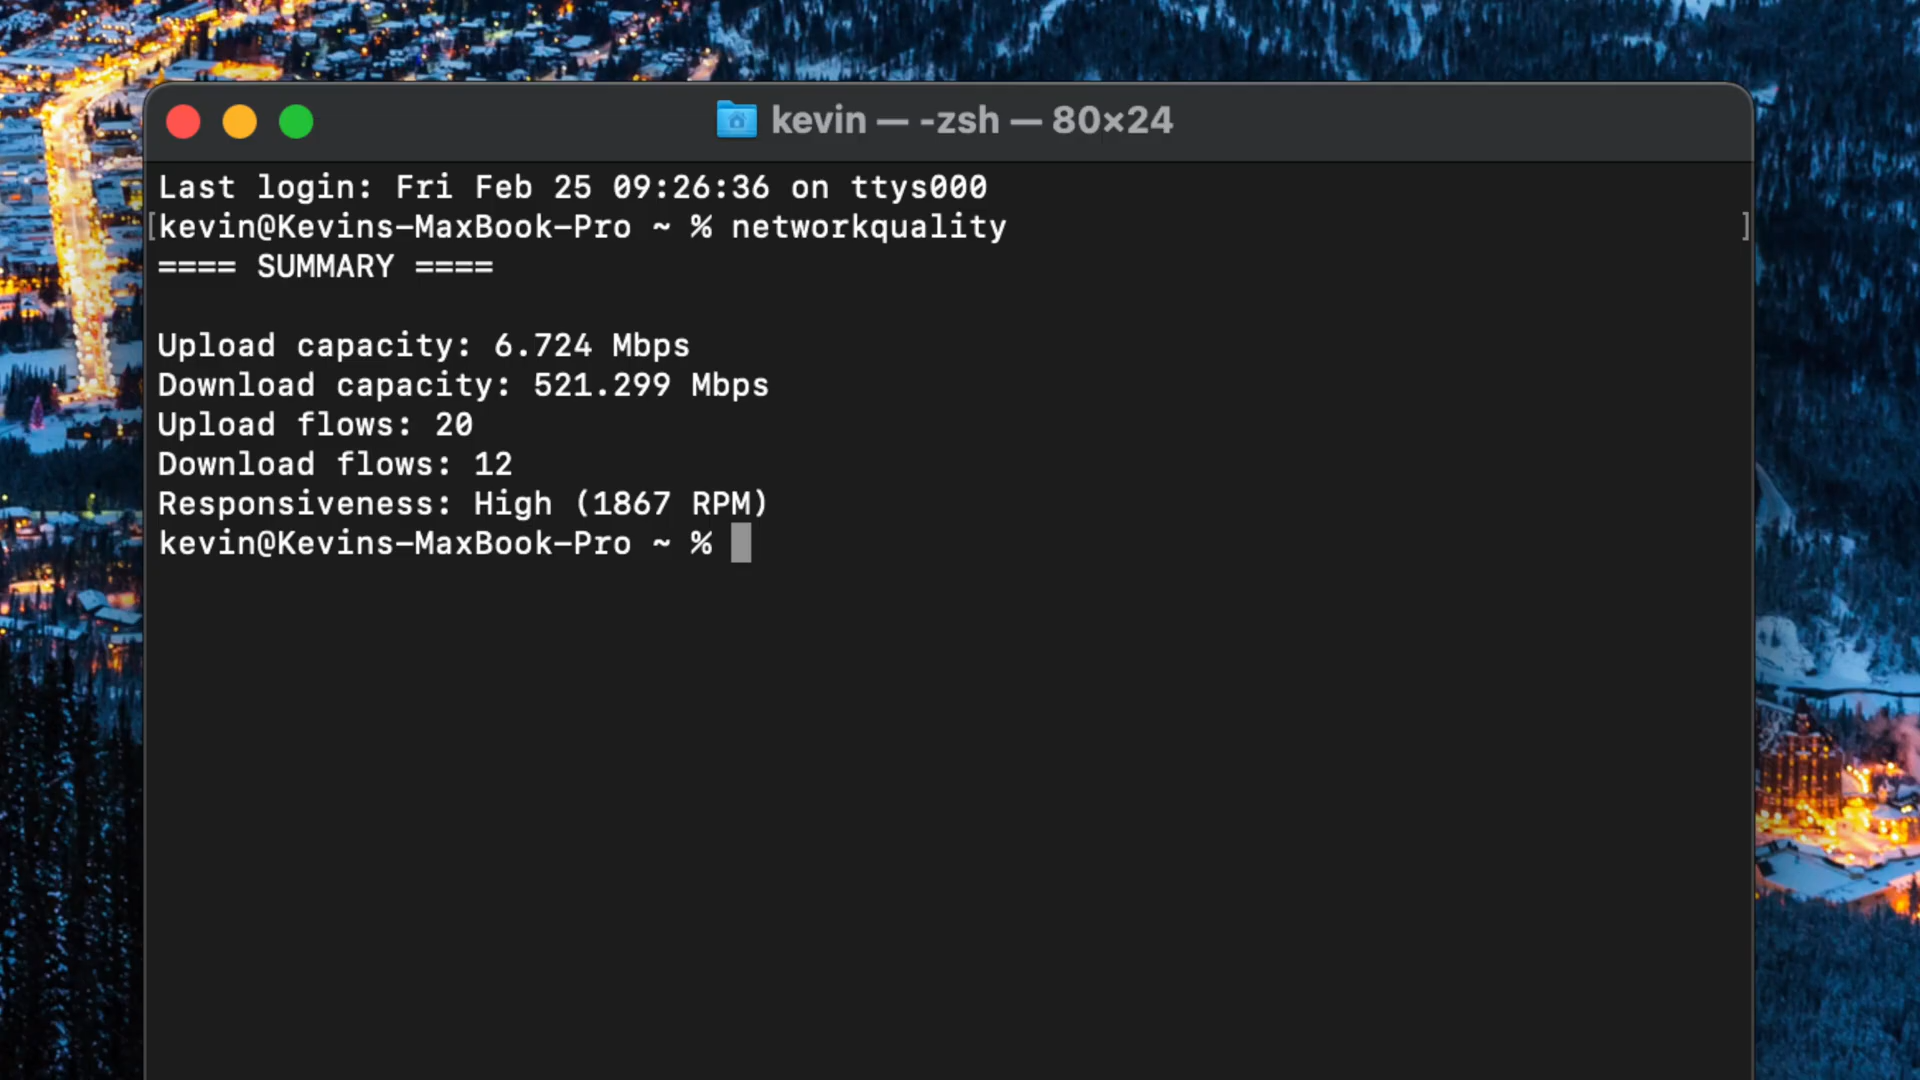 kevin — -zsh — 80×24
Last login: Fri Feb 25 09:26:36 on ttys000
[kevin@Kevins-MaxBook-Pro ~ % networkquality ]
==== SUMMARY ====
Upload capacity: 6.724 Mbps
Download capacity: 521.299 Mbps
Upload flows: 20
Download flows: 12
Responsiveness: High (1867 RPM)
kevin@Kevins-MaxBook-Pro ~ %